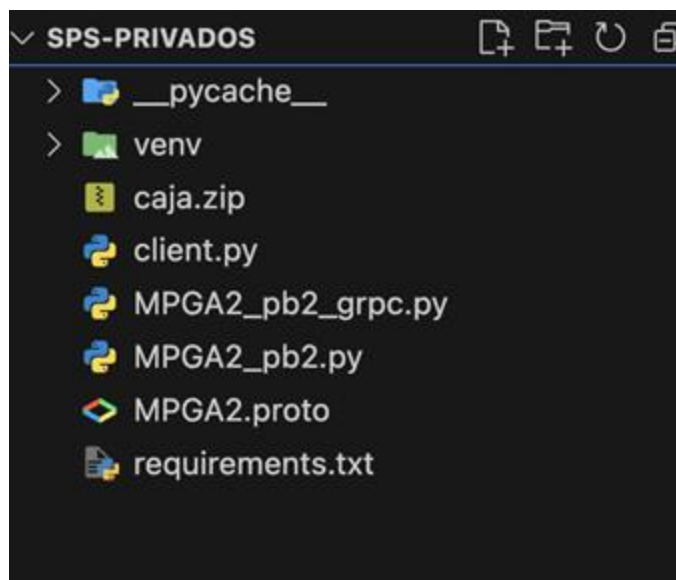 SPS-PRIVADOS
__pycache__
venv
caja.zip
client.py
MPGA2_pb2_grpc.py
MPGA2_pb2.py
MPGA2.proto
requirements.txt